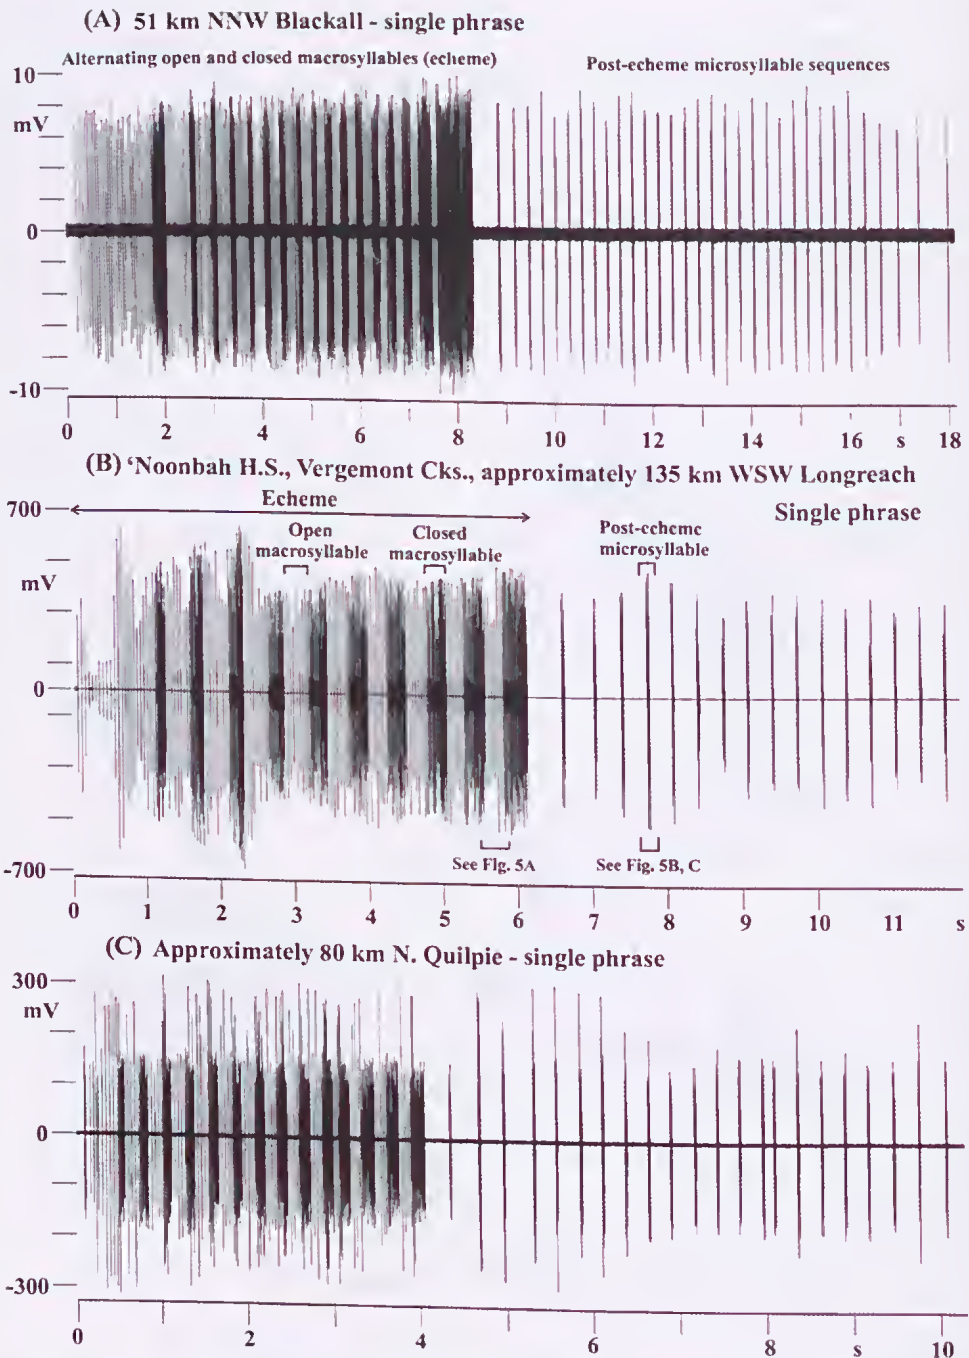 (A) 51 km NNW Blackall - single phrase
Alternating open and closed macrosyllables (echeme)
Post-echeme microsyllable sequences
10
mV
0
-10
0 2 4 6 8 10 12 14 16 s 18
(B) 'Noonbah H.S., Vergemont Cks., approximately 135 km WSW Longreach
Echeme
Single phrase
700
Open
macrosyllable
Closed
macrosyllable
Post-echeme
microsyllable
mV
0
-700
See Fig. 5A
See Fig. 5B, C
0 1 2 3 4 5 6 7 8 9 10 11 s
(C) Approximately 80 km N. Quilpie - single phrase
300
mV
0
-300
0 2 4 6 8 s 10